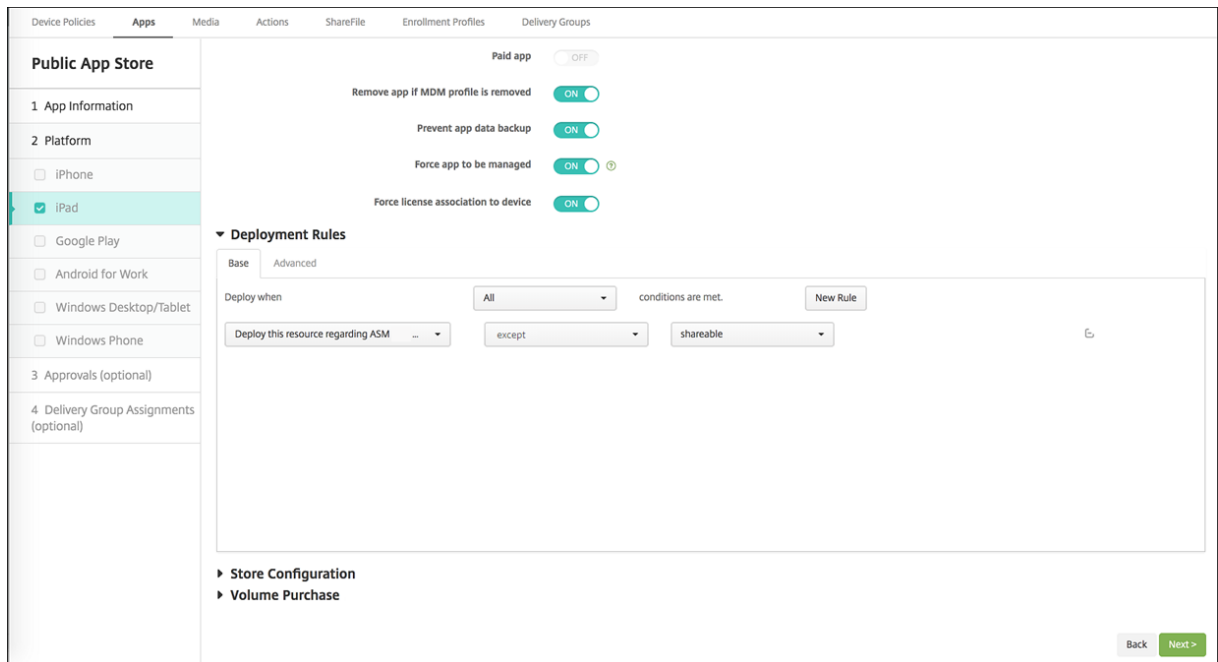 Device Policies Apps Media Actions ShareFile Enrollment Profiles Delivery Groups
Public App Store
1 App Information
2 Platform
iPhone
iPad
Google Play
Android for Work
Windows Desktop/Tablet
Windows Phone
3 Approvals (optional)
4 Delivery Group Assignments
(optional)
Paid app OFF
Remove app if MDM profile is removed ON
Prevent app data backup ON
Force app to be managed ON ?
Force license association to device ON
Deployment Rules
Base Advanced
Deploy when All conditions are met. New Rule
Deploy this resource regarding ASM ... except shareable
Store Configuration
Volume Purchase
Back Next >